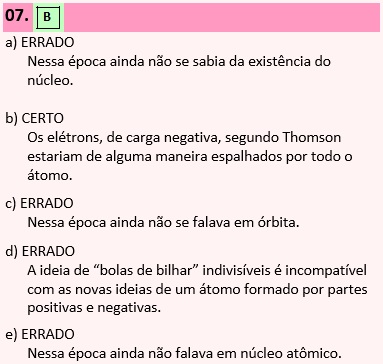 07. B
a) ERRADO
Nessa época ainda não se sabia da existência do
núcleo.
b) CERTO
Os elétrons, de carga negativa, segundo Thomson
estariam de alguma maneira espalhados por todo o
átomo.
c) ERRADO
Nessa época ainda não se falava em órbita.
d) ERRADO
A ideia de “bolas de bilhar” indivisíveis é incompatível
com as novas ideias de um átomo formado por partes
positivas e negativas.
e) ERRADO
Nessa época ainda não falava em núcleo atômico.